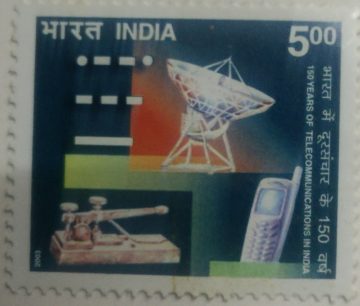 भारत INDIA
5.00
भारत में दूरसंचार के 150 वर्ष
150 YEARS OF TELECOMMUNICATIONS IN INDIA
2003